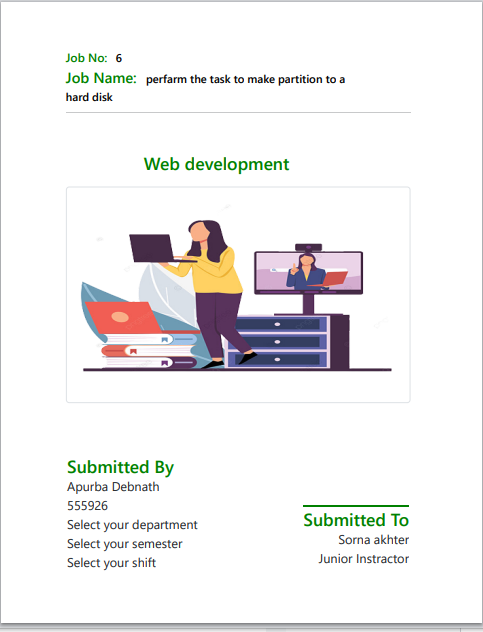 Job No: 6
Job Name: perfarm the task to make partition to a
hard disk
Web development
Submitted By
Apurba Debnath
555926
Select your department
Select your semester
Select your shift
Submitted To
Sorna akhter
Junior Instractor